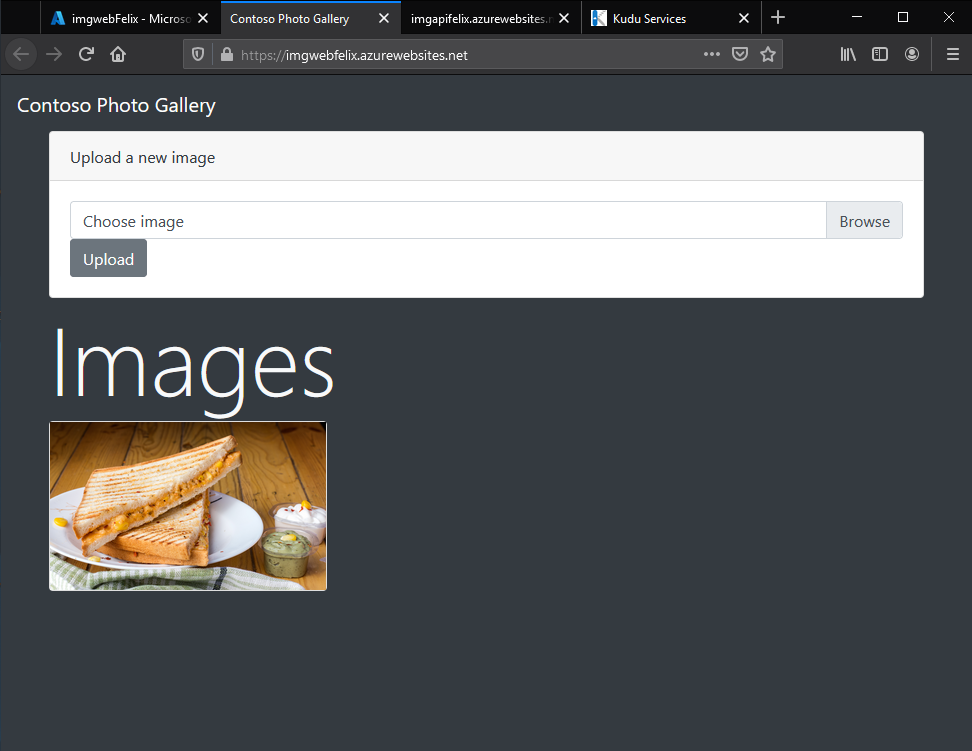 imgwebFelix - Microso
Contoso Photo Gallery
imgapifelix.azurewebsites.n
Kudu Services
https://imgwebfelix.azurewebsites.net
Contoso Photo Gallery
Upload a new image
Choose image
Browse
Upload
Images